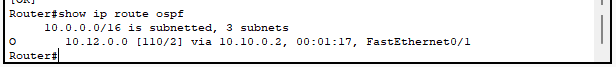 [OK]
Router#show ip route ospf
10.0.0.0/16 is subnetted, 3 subnets
O 10.12.0.0 [110/2] via 10.10.0.2, 00:01:17, FastEthernet0/1
Router#